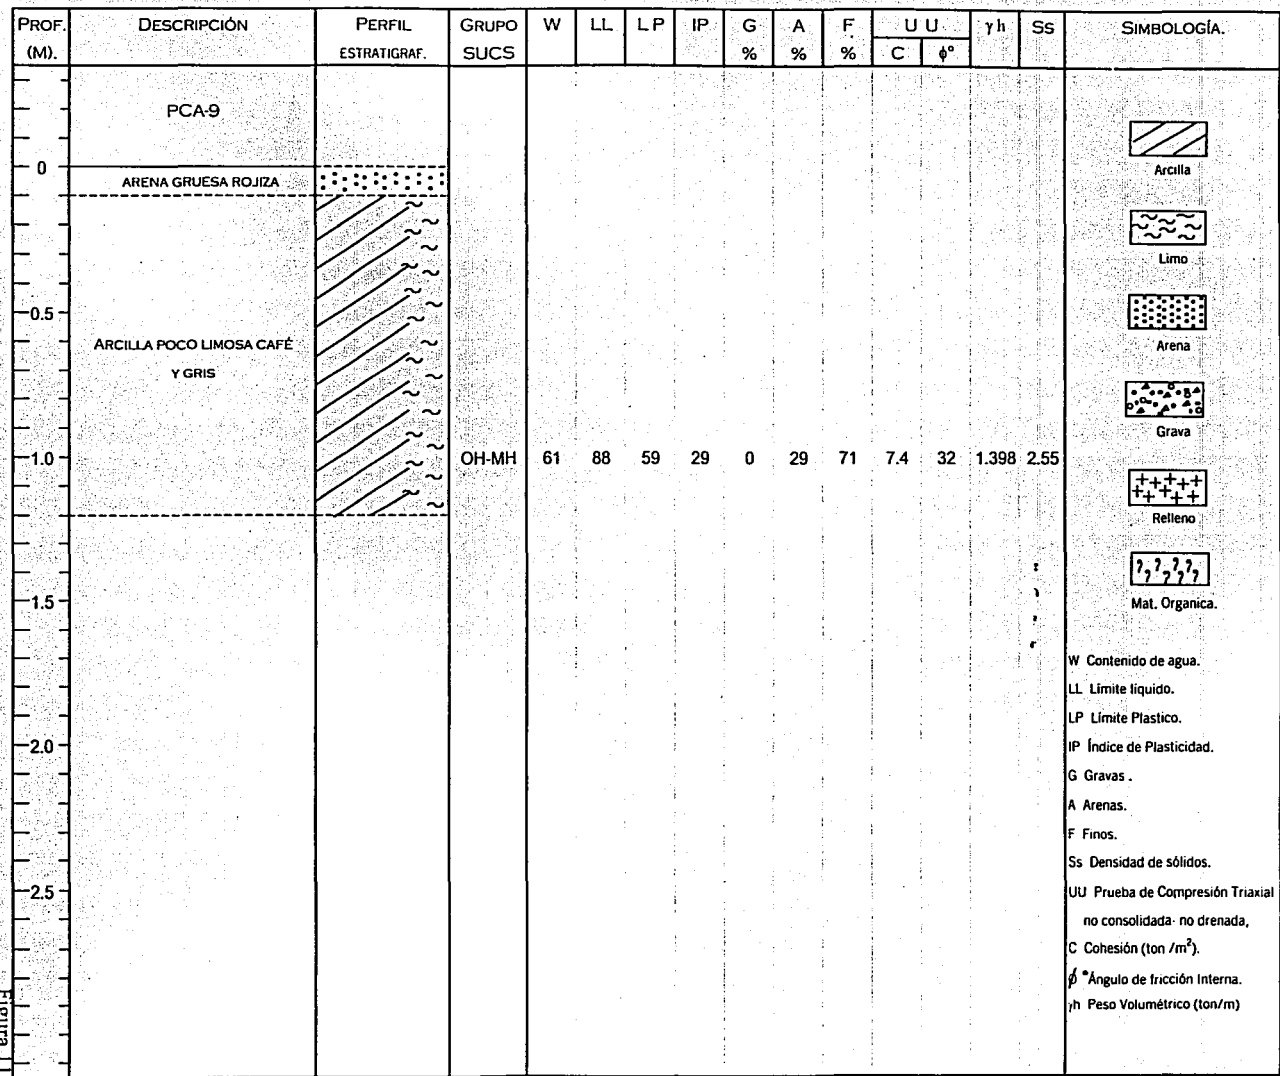 PROF. (M).
DESCRIPCIÓN
PERFIL ESTRATIGRAF.
GRUPO SUCS
W
LL
LP
IP
G %
A %
F %
U U
C
ϕ°
γh
Ss
SIMBOLOGÍA.
PCA-9
0
ARENA GRUESA ROJIZA
0.5
ARCILLA POCO LIMOSA CAFÉ
Y GRIS
1.0
OH-MH 61 88 59 29 0 29 71 7.4 32 1.398 2.55
1.5
2.0
2.5
Arcilla
Limo
Arena
Grava
Relleno
Mat. Organica.
W Contenido de agua.
LL Límite líquido.
LP Límite Plastico.
IP Índice de Plasticidad.
G Gravas .
A Arenas.
F Finos.
Ss Densidad de sólidos.
UU Prueba de Compresión Triaxial
no consolidada- no drenada,
C Cohesión (ton /m²).
ϕ° Ángulo de fricción Interna.
γh Peso Volumétrico (ton/m)
Figura